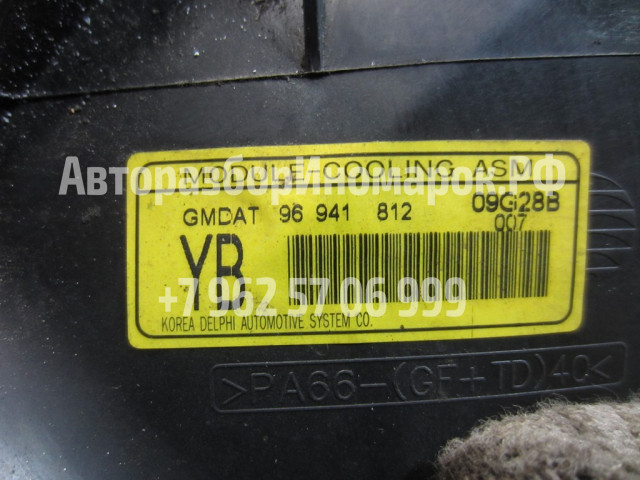 MODULE-COOLING ASM
АвторазборИномарок.РФ
GMDAT 96 941 812 09G28B
007
YB
+7 962 57 06 999
KOREA DELPHI AUTOMOTIVE SYSTEM CO.
>PA66-(GF+TD)40<